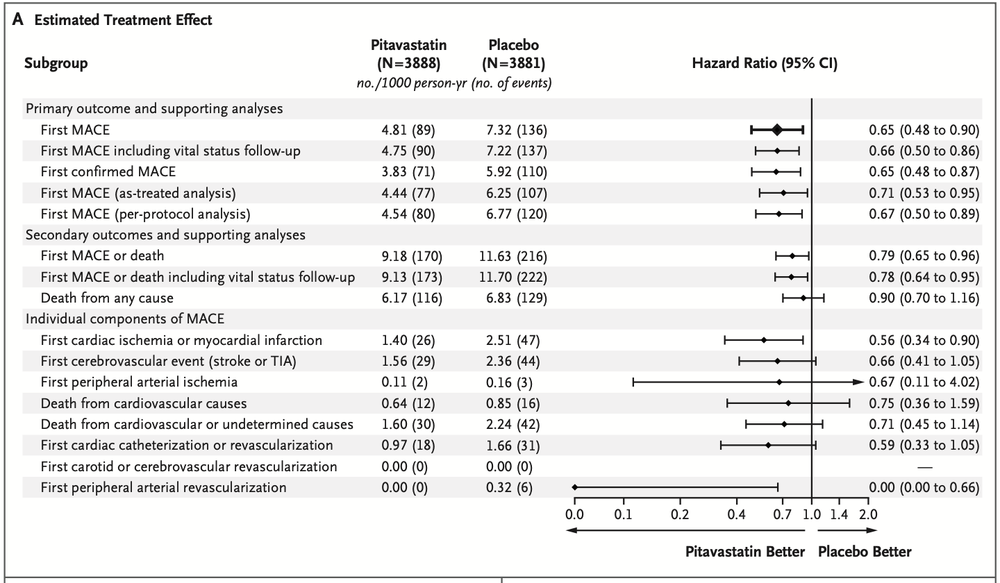 A Estimated Treatment Effect
Subgroup Pitavastatin (N=3888) Placebo (N=3881) Hazard Ratio (95% CI)
no./1000 person-yr (no. of events)
Primary outcome and supporting analyses
First MACE 4.81 (89) 7.32 (136) 0.65 (0.48 to 0.90)
First MACE including vital status follow-up 4.75 (90) 7.22 (137) 0.66 (0.50 to 0.86)
First confirmed MACE 3.83 (71) 5.92 (110) 0.65 (0.48 to 0.87)
First MACE (as-treated analysis) 4.44 (77) 6.25 (107) 0.71 (0.53 to 0.95)
First MACE (per-protocol analysis) 4.54 (80) 6.77 (120) 0.67 (0.50 to 0.89)
Secondary outcomes and supporting analyses
First MACE or death 9.18 (170) 11.63 (216) 0.79 (0.65 to 0.96)
First MACE or death including vital status follow-up 9.13 (173) 11.70 (222) 0.78 (0.64 to 0.95)
Death from any cause 6.17 (116) 6.83 (129) 0.90 (0.70 to 1.16)
Individual components of MACE
First cardiac ischemia or myocardial infarction 1.40 (26) 2.51 (47) 0.56 (0.34 to 0.90)
First cerebrovascular event (stroke or TIA) 1.56 (29) 2.36 (44) 0.66 (0.41 to 1.05)
First peripheral arterial ischemia 0.11 (2) 0.16 (3) 0.67 (0.11 to 4.02)
Death from cardiovascular causes 0.64 (12) 0.85 (16) 0.75 (0.36 to 1.59)
Death from cardiovascular or undetermined causes 1.60 (30) 2.24 (42) 0.71 (0.45 to 1.14)
First cardiac catheterization or revascularization 0.97 (18) 1.66 (31) 0.59 (0.33 to 1.05)
First carotid or cerebrovascular revascularization 0.00 (0) 0.00 (0) —
First peripheral arterial revascularization 0.00 (0) 0.32 (6) 0.00 (0.00 to 0.66)
0.0 0.1 0.2 0.4 0.7 1.0 1.4 2.0
Pitavastatin Better Placebo Better